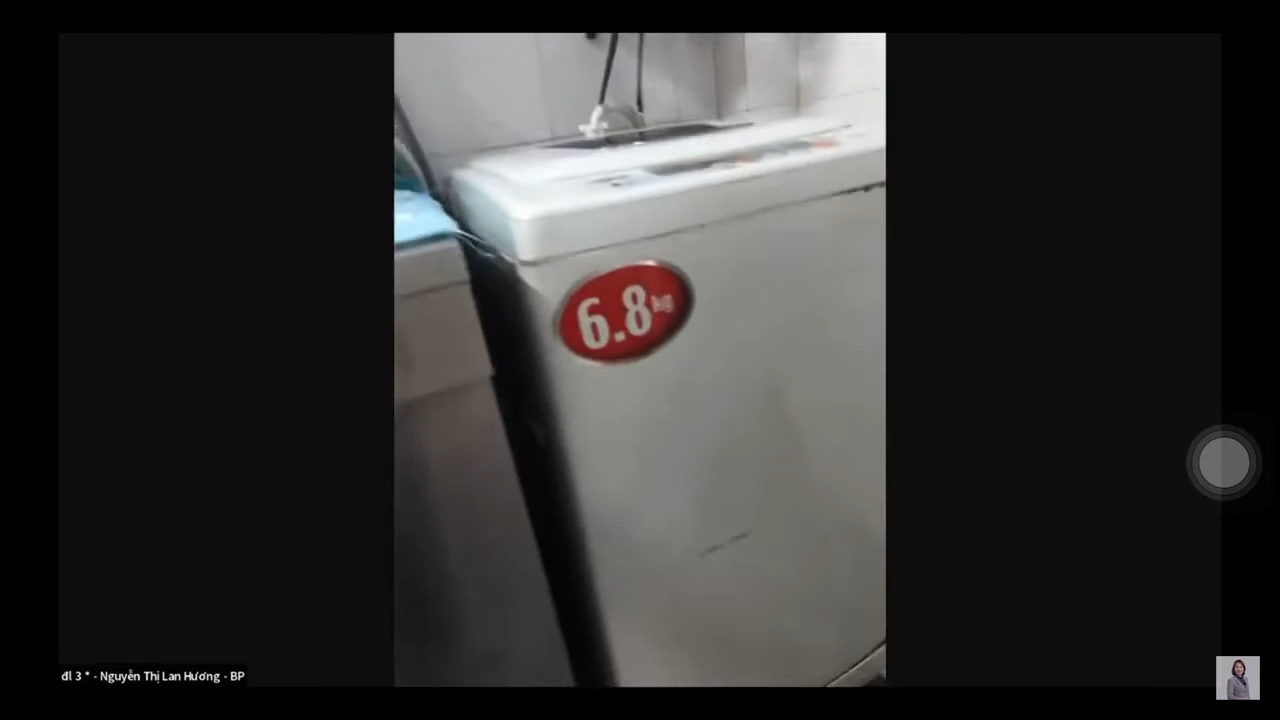 6.8kg
đl 3 * - Nguyễn Thị Lan Hương - BP